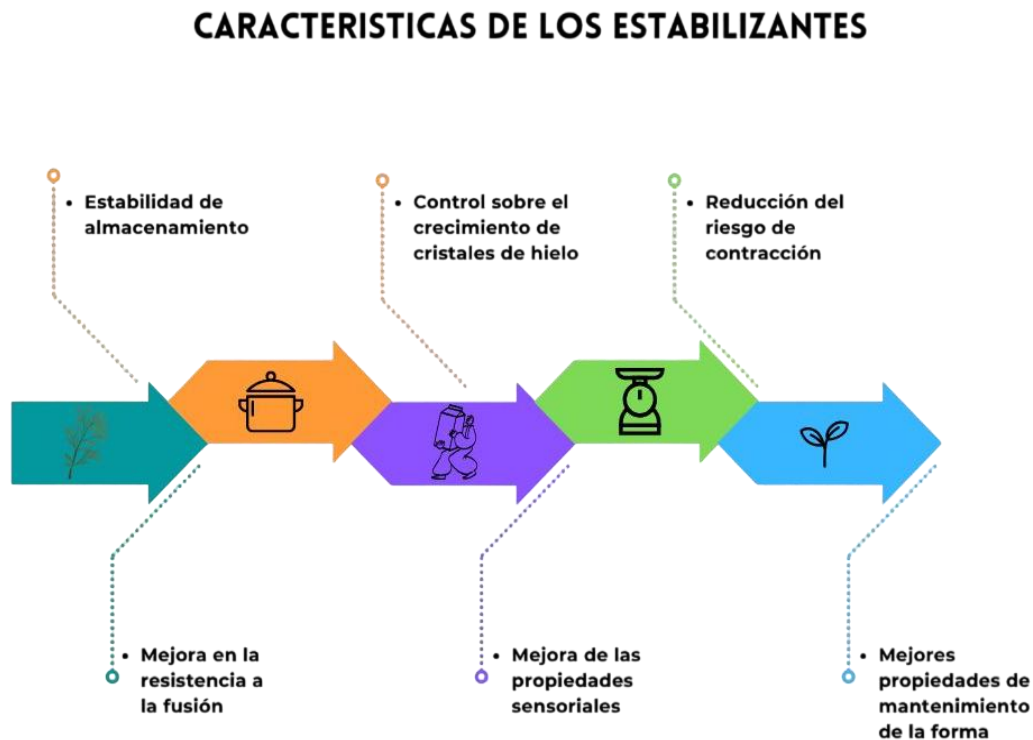 CARACTERISTICAS DE LOS ESTABILIZANTES
• Estabilidad de
almacenamiento
• Control sobre el
crecimiento de
cristales de hielo
• Reducción del
riesgo de
contracción
• Mejora en la
resistencia a
la fusión
• Mejora de las
propiedades
sensoriales
• Mejores
propiedades de
mantenimiento
de la forma